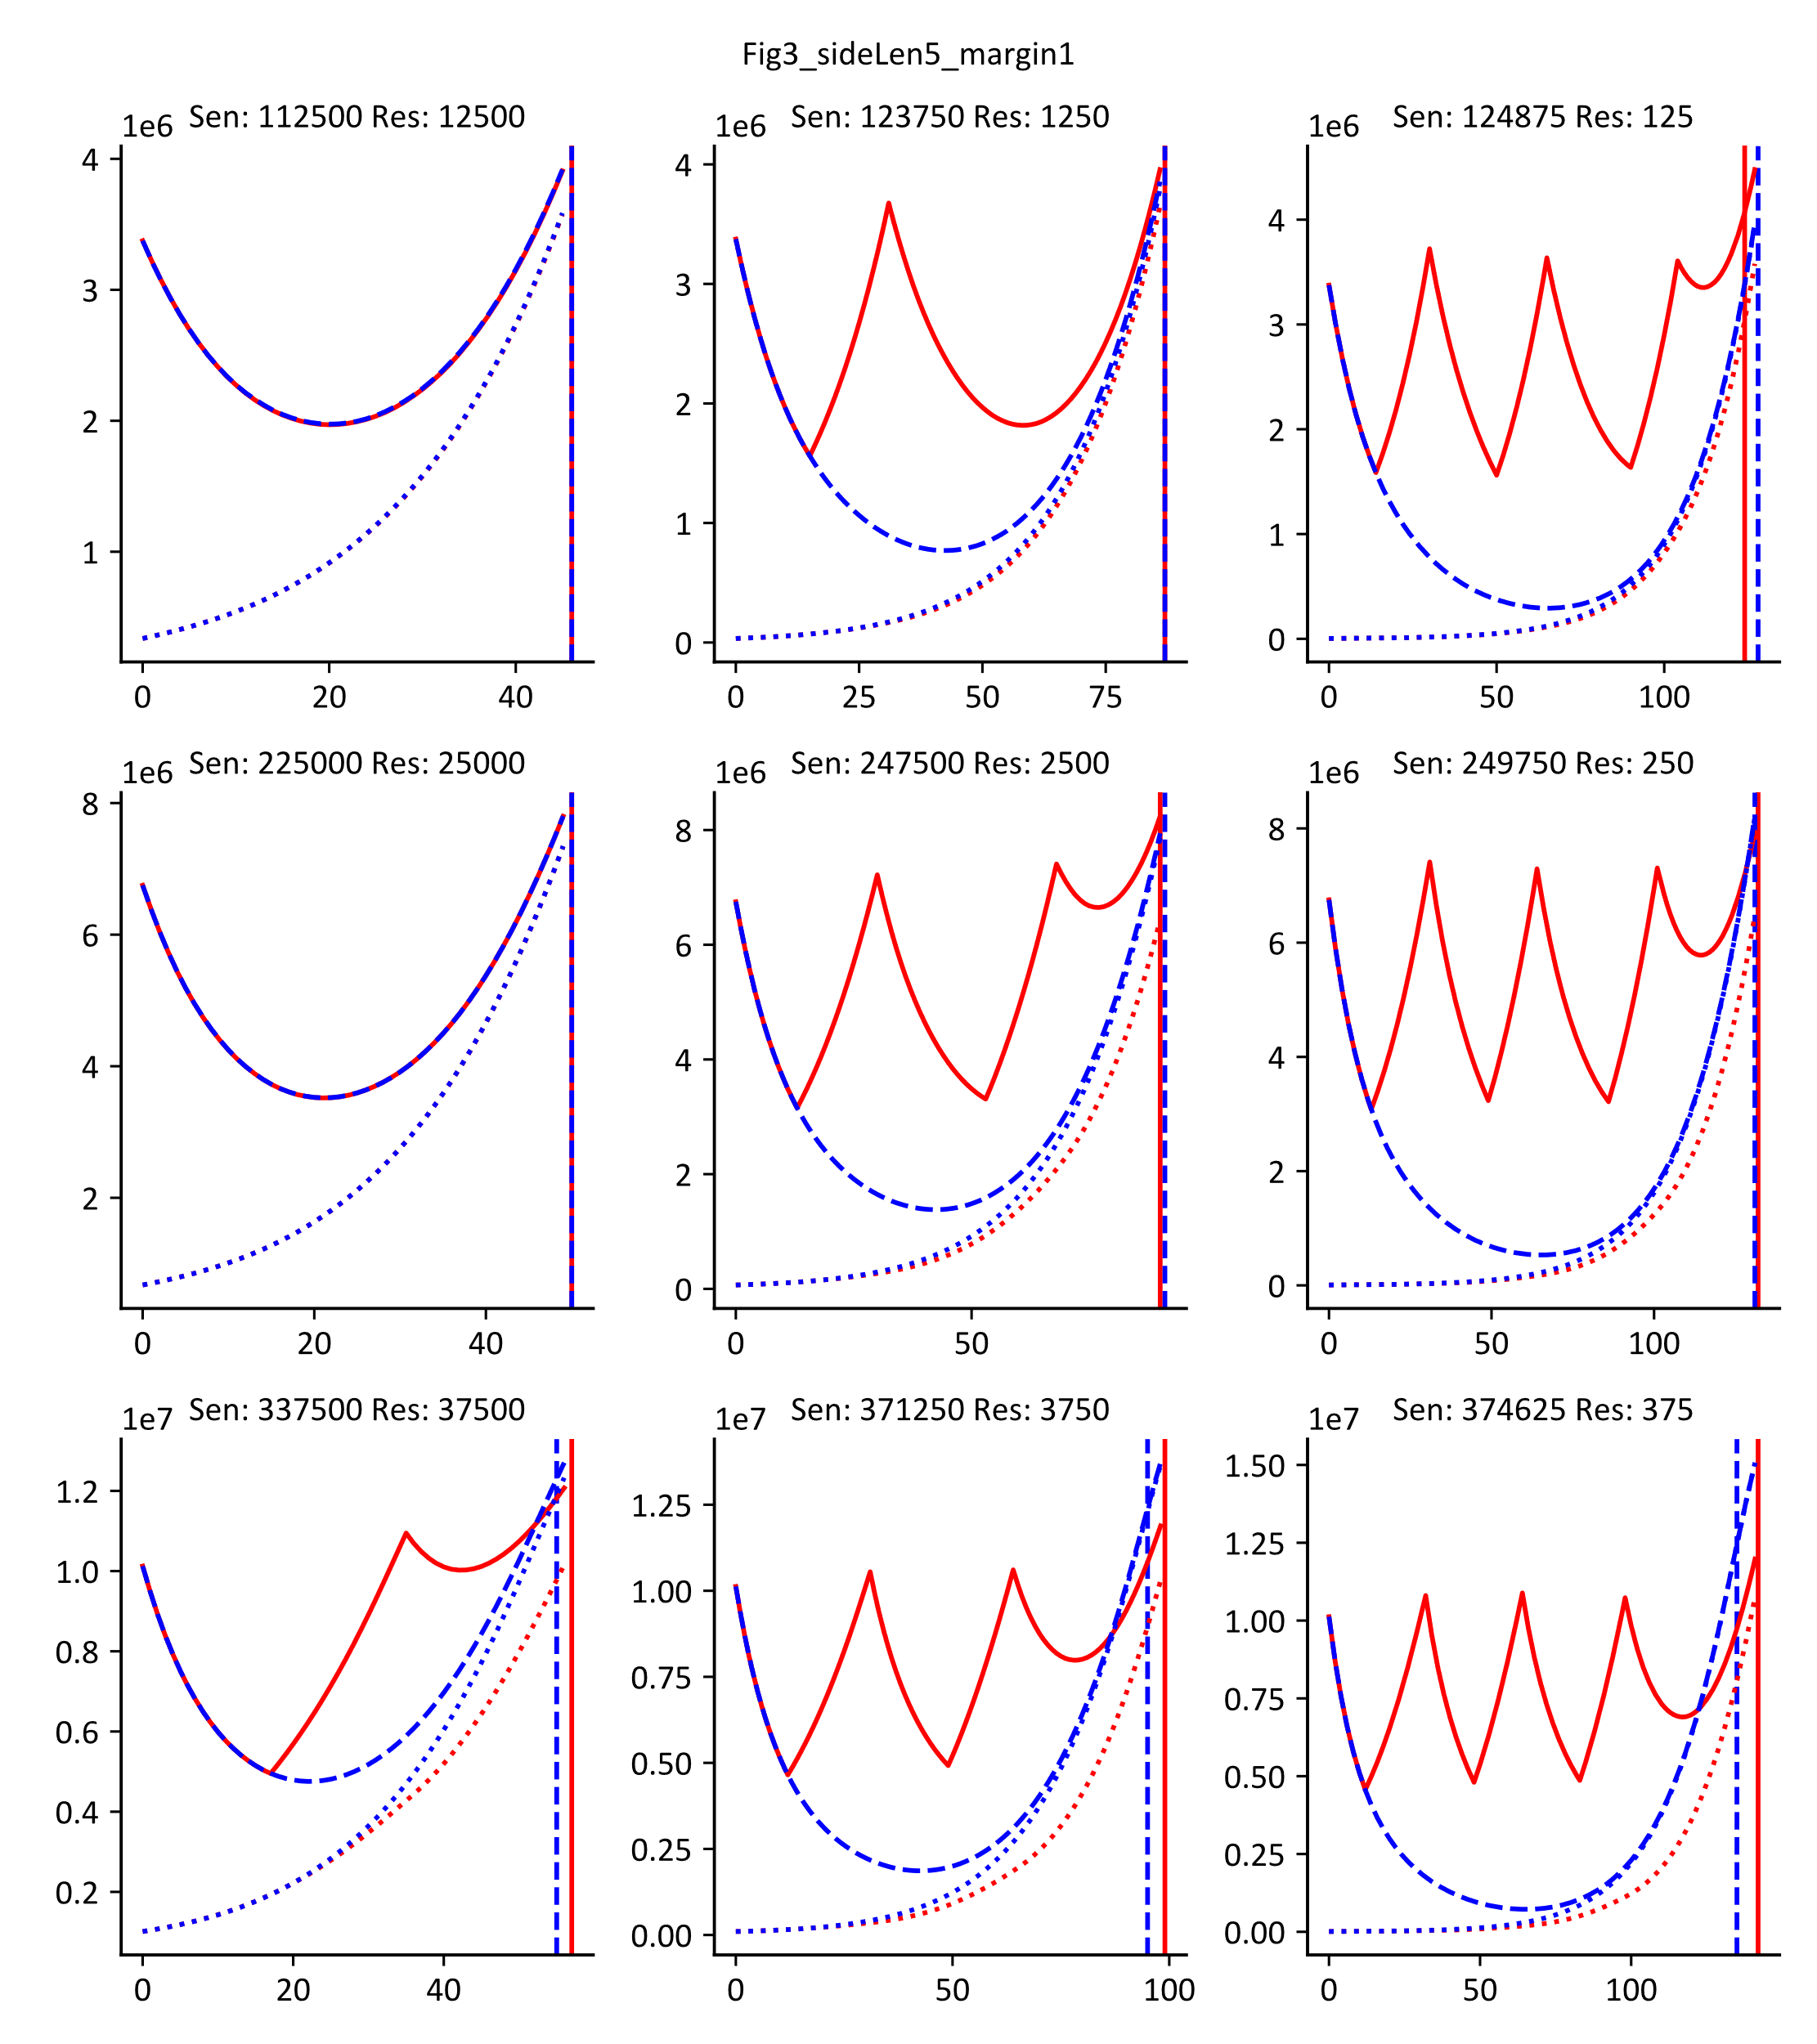 Fig3_sideLen5_margin1
1e6 Sen: 112500 Res: 12500
1e6 Sen: 123750 Res: 1250
1e6 Sen: 124875 Res: 125
4
3
2
1
0 20 40
4
3
2
1
0
0 25 50 75
4
3
2
1
0
0 50 100
1e6 Sen: 225000 Res: 25000
1e6 Sen: 247500 Res: 2500
1e6 Sen: 249750 Res: 250
8
6
4
2
0 20 40
8
6
4
2
0
0 50
8
6
4
2
0
0 50 100
1e7 Sen: 337500 Res: 37500
1e7 Sen: 371250 Res: 3750
1e7 Sen: 374625 Res: 375
1.2
1.0
0.8
0.6
0.4
0.2
0 20 40
1.25
1.00
0.75
0.50
0.25
0.00
0 50 100
1.50
1.25
1.00
0.75
0.50
0.25
0.00
0 50 100